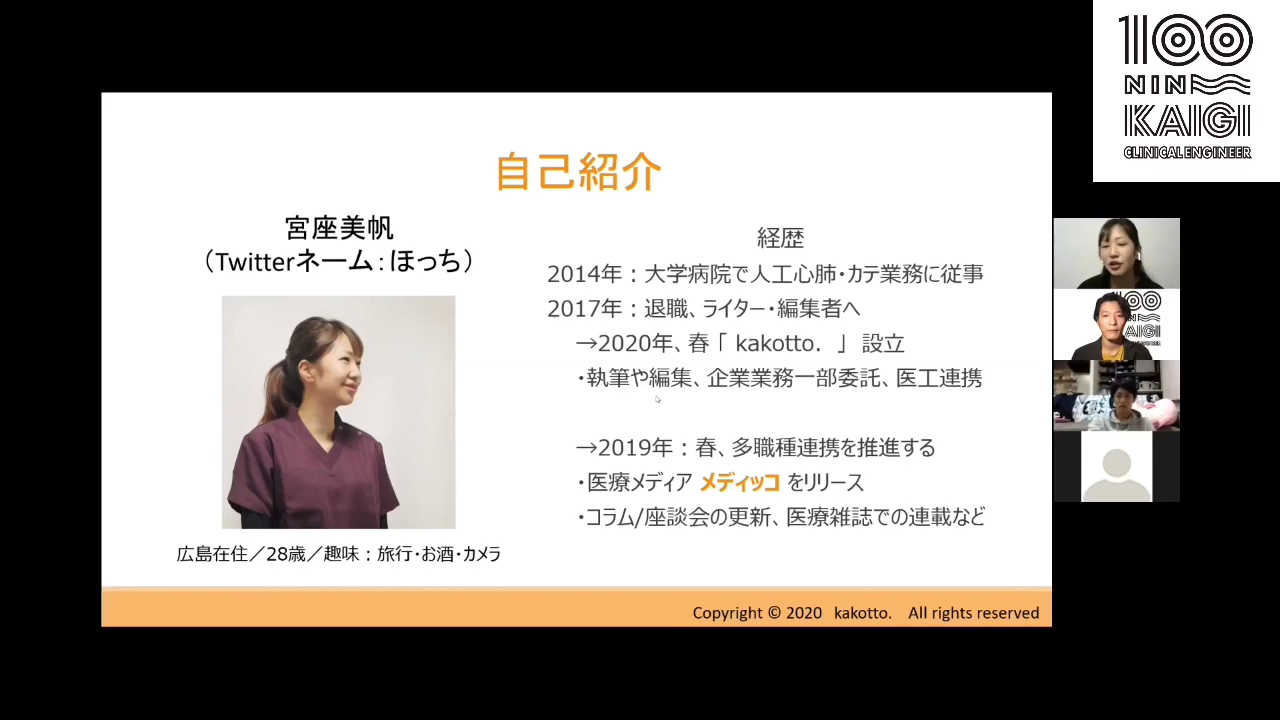 自己紹介
宮座美帆
（Twitterネーム：ほっち）
広島在住／28歳／趣味：旅行・お酒・カメラ
経歴
2014年：大学病院で人工心肺・カテ業務に従事
2017年：退職、ライター・編集者へ
→2020年、春「 kakotto. 」 設立
・執筆や編集、企業業務一部委託、医工連携
→2019年：春、多職種連携を推進する
・医療メディア メディッコ をリリース
・コラム/座談会の更新、医療雑誌での連載など
Copyright © 2020 kakotto. All rights reserved
100
NIN
KAIGI
CLINICAL ENGINEER
00
NIN
AIGI